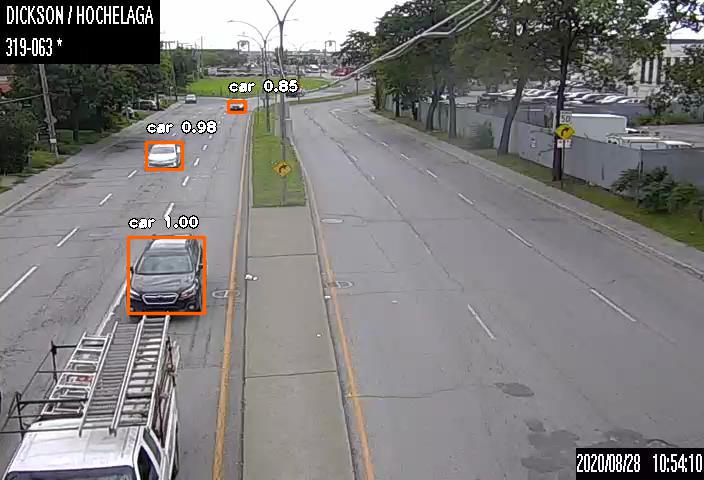 DICKSON / HOCHELAGA
319-063 *
car 0.85
car 0.98
50
car 1.00
2020/08/28 10:54:10